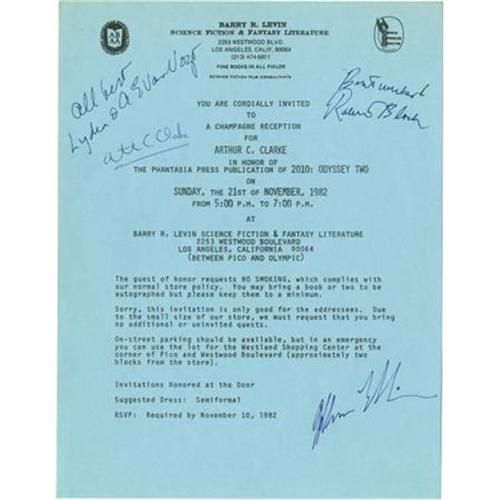 BARRY R. LEVIN
SCIENCE FICTION & FANTASY LITERATURE
2253 WESTWOOD BLVD.
LOS ANGELES, CALIF. 90064
(213) 474-5611
FINE BOOKS IN ALL FIELDS
SCIENCE FICTION FILM CONSULTANTS
ABAA
All best
Lydia & A E Van Vogt
Best wishes
Robert Bloch
YOU ARE CORDIALLY INVITED
TO
A CHAMPAGNE RECEPTION
FOR
ARTHUR C. CLARKE
IN HONOR OF
THE PHANTASIA PRESS PUBLICATION OF 2010: ODYSSEY TWO
ON
SUNDAY, THE 21ST OF NOVEMBER, 1982
FROM 5:00 P.M. TO 7:00 P.M.
AT
BARRY R. LEVIN SCIENCE FICTION & FANTASY LITERATURE
2253 WESTWOOD BOULEVARD
LOS ANGELES, CALIFORNIA 90064
(BETWEEN PICO AND OLYMPIC)
The guest of honor requests NO SMOKING, which complies with
our normal store policy. You may bring a book or two to be
autographed but please keep them to a minimum.
Sorry, this invitation is only good for the addressees. Due
to the small size of our store, we must request that you bring
no additional or uninvited guests.
On-street parking should be available, but in an emergency
you can use the lot for the Westland Shopping Center at the
corner of Pico and Westwood Boulevard (approximately two
blocks from the store).
Invitations Honored at the Door
Suggested Dress: Semiformal
RSVP: Required by November 10, 1982